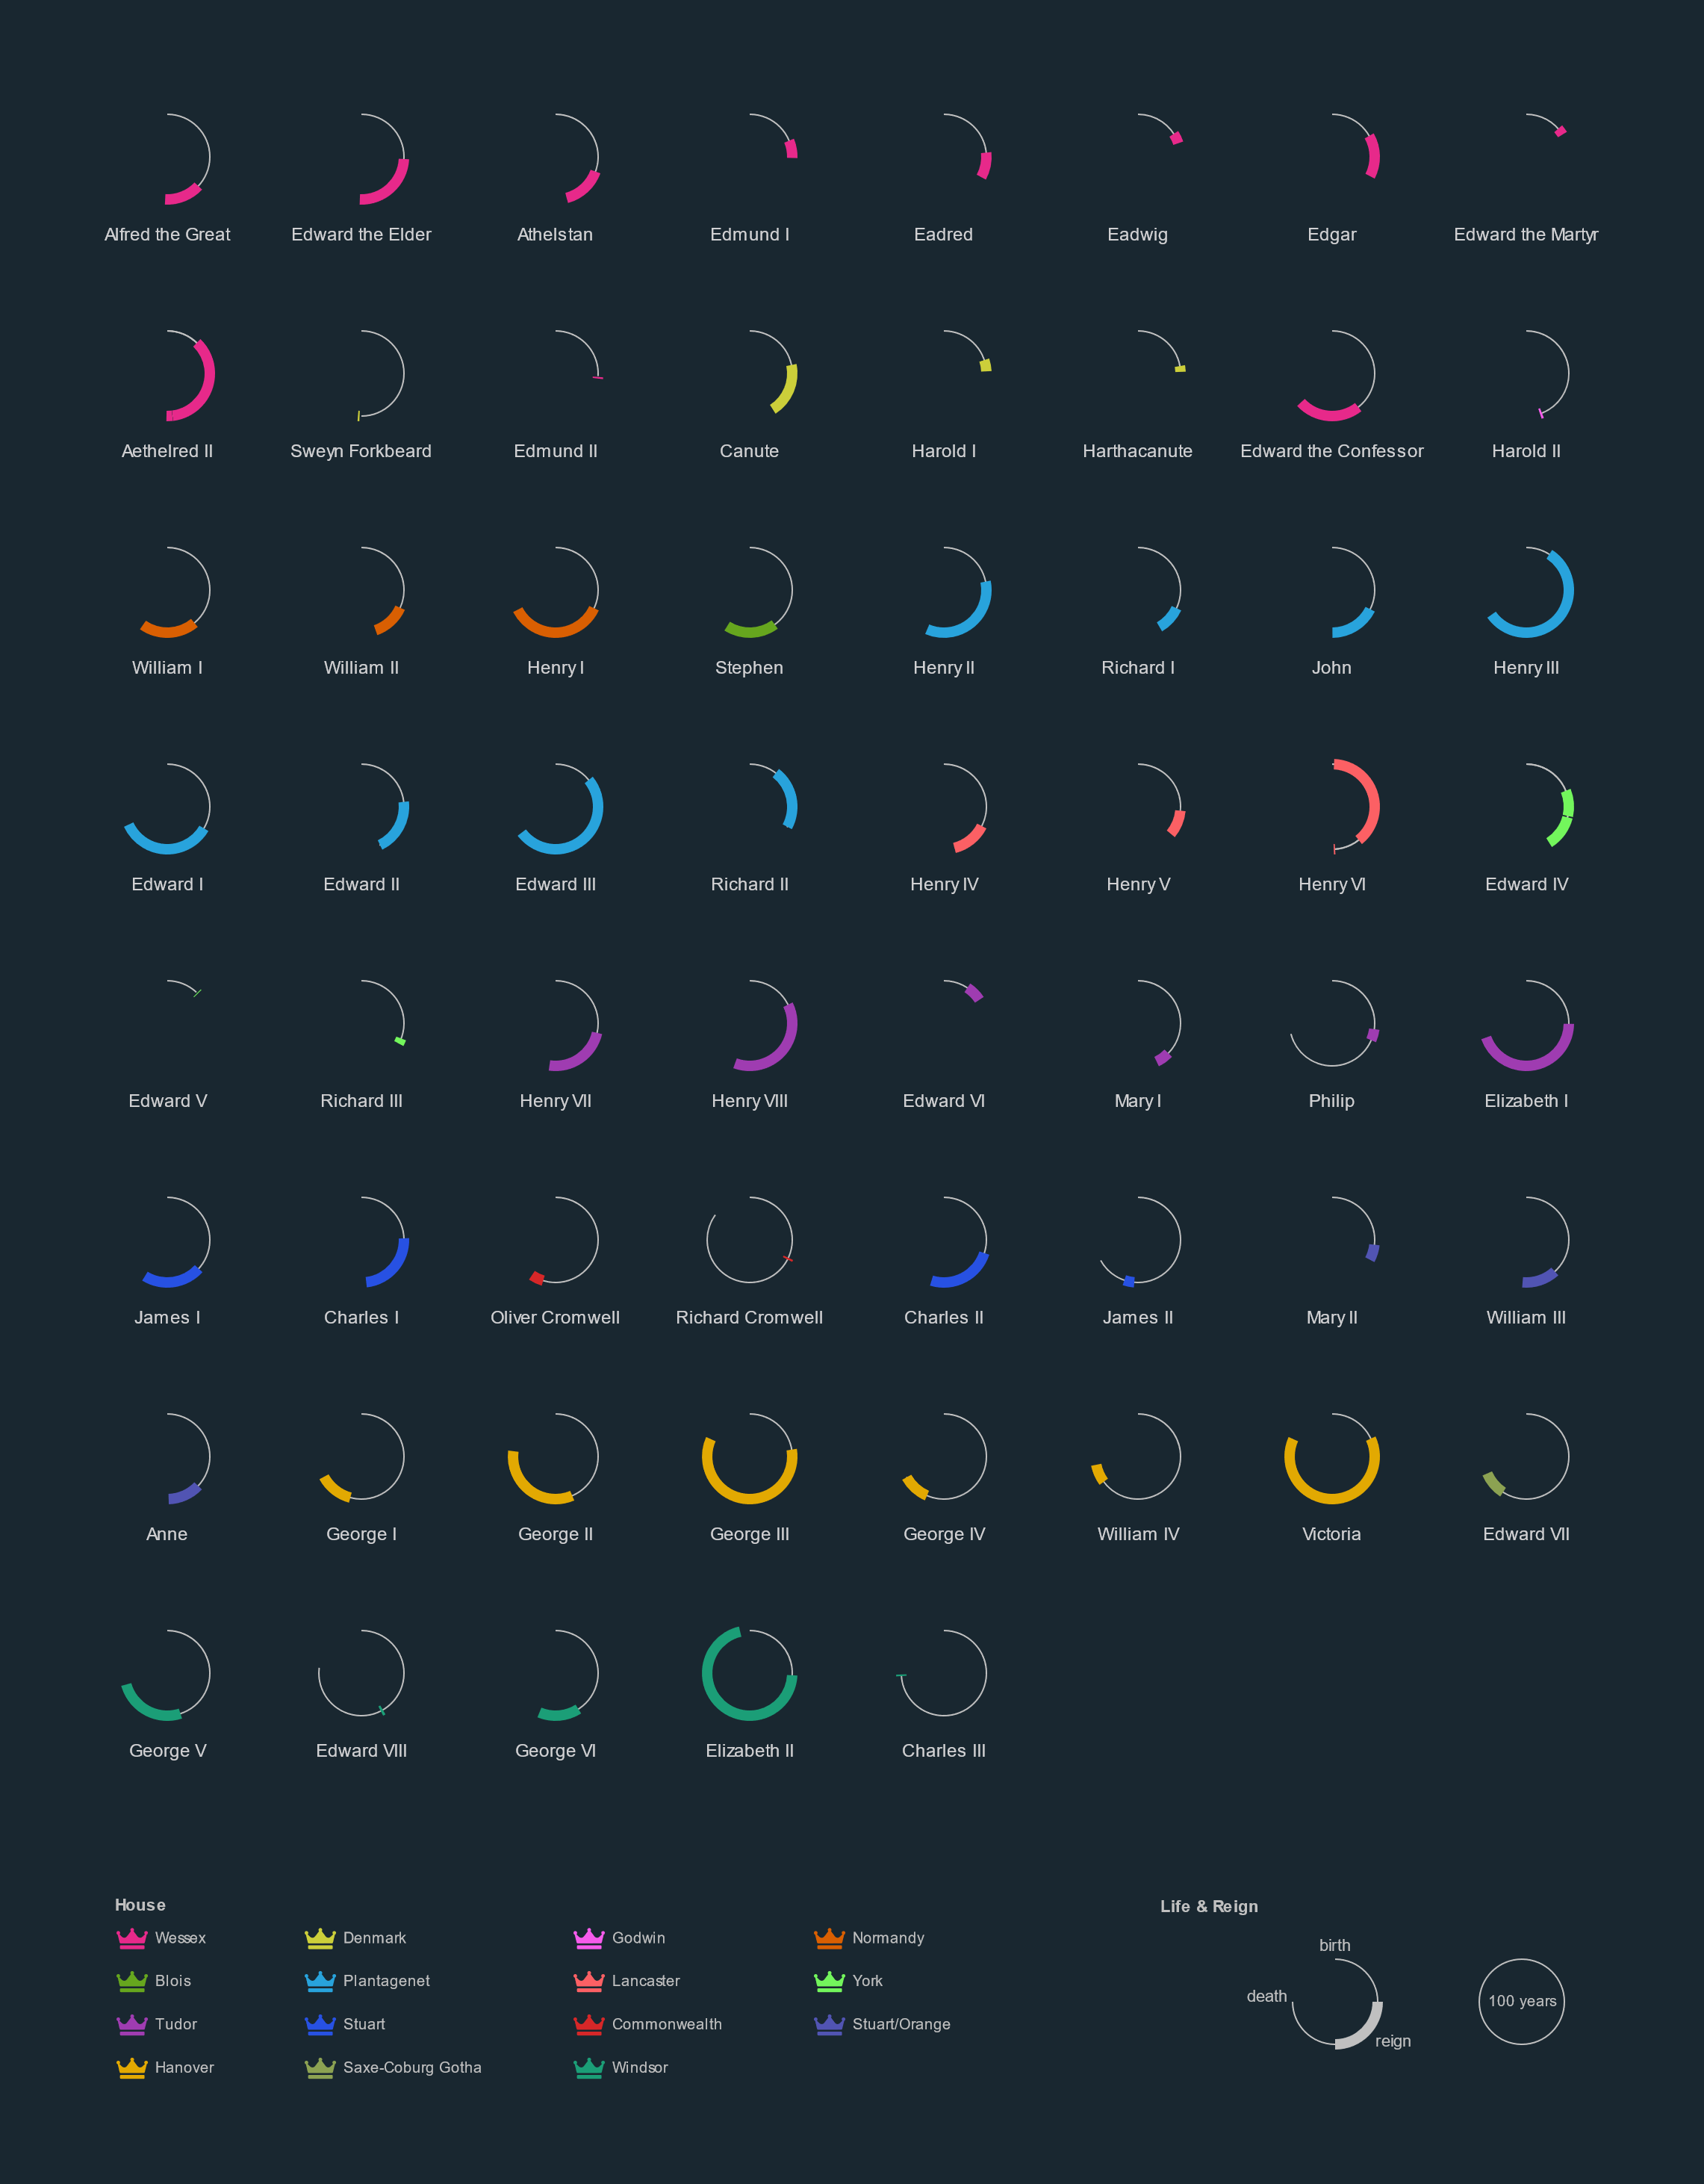 Alfred the Great
Edward the Elder
Athelstan
Edmund I
Eadred
Eadwig
Edgar
Edward the Martyr
Aethelred II
Sweyn Forkbeard
Edmund II
Canute
Harold I
Harthacanute
Edward the Confessor
Harold II
William I
William II
Henry I
Stephen
Henry II
Richard I
John
Henry III
Edward I
Edward II
Edward III
Richard II
Henry IV
Henry V
Henry VI
Edward IV
Edward V
Richard III
Henry VII
Henry VIII
Edward VI
Mary I
Philip
Elizabeth I
James I
Charles I
Oliver Cromwell
Richard Cromwell
Charles II
James II
Mary II
William III
Anne
George I
George II
George III
George IV
William IV
Victoria
Edward VII
George V
Edward VIII
George VI
Elizabeth II
Charles III
House
Wessex
Denmark
Godwin
Normandy
Blois
Plantagenet
Lancaster
York
Tudor
Stuart
Commonwealth
Stuart/Orange
Hanover
Saxe-Coburg Gotha
Windsor
Life & Reign
birth
death
reign
100 years